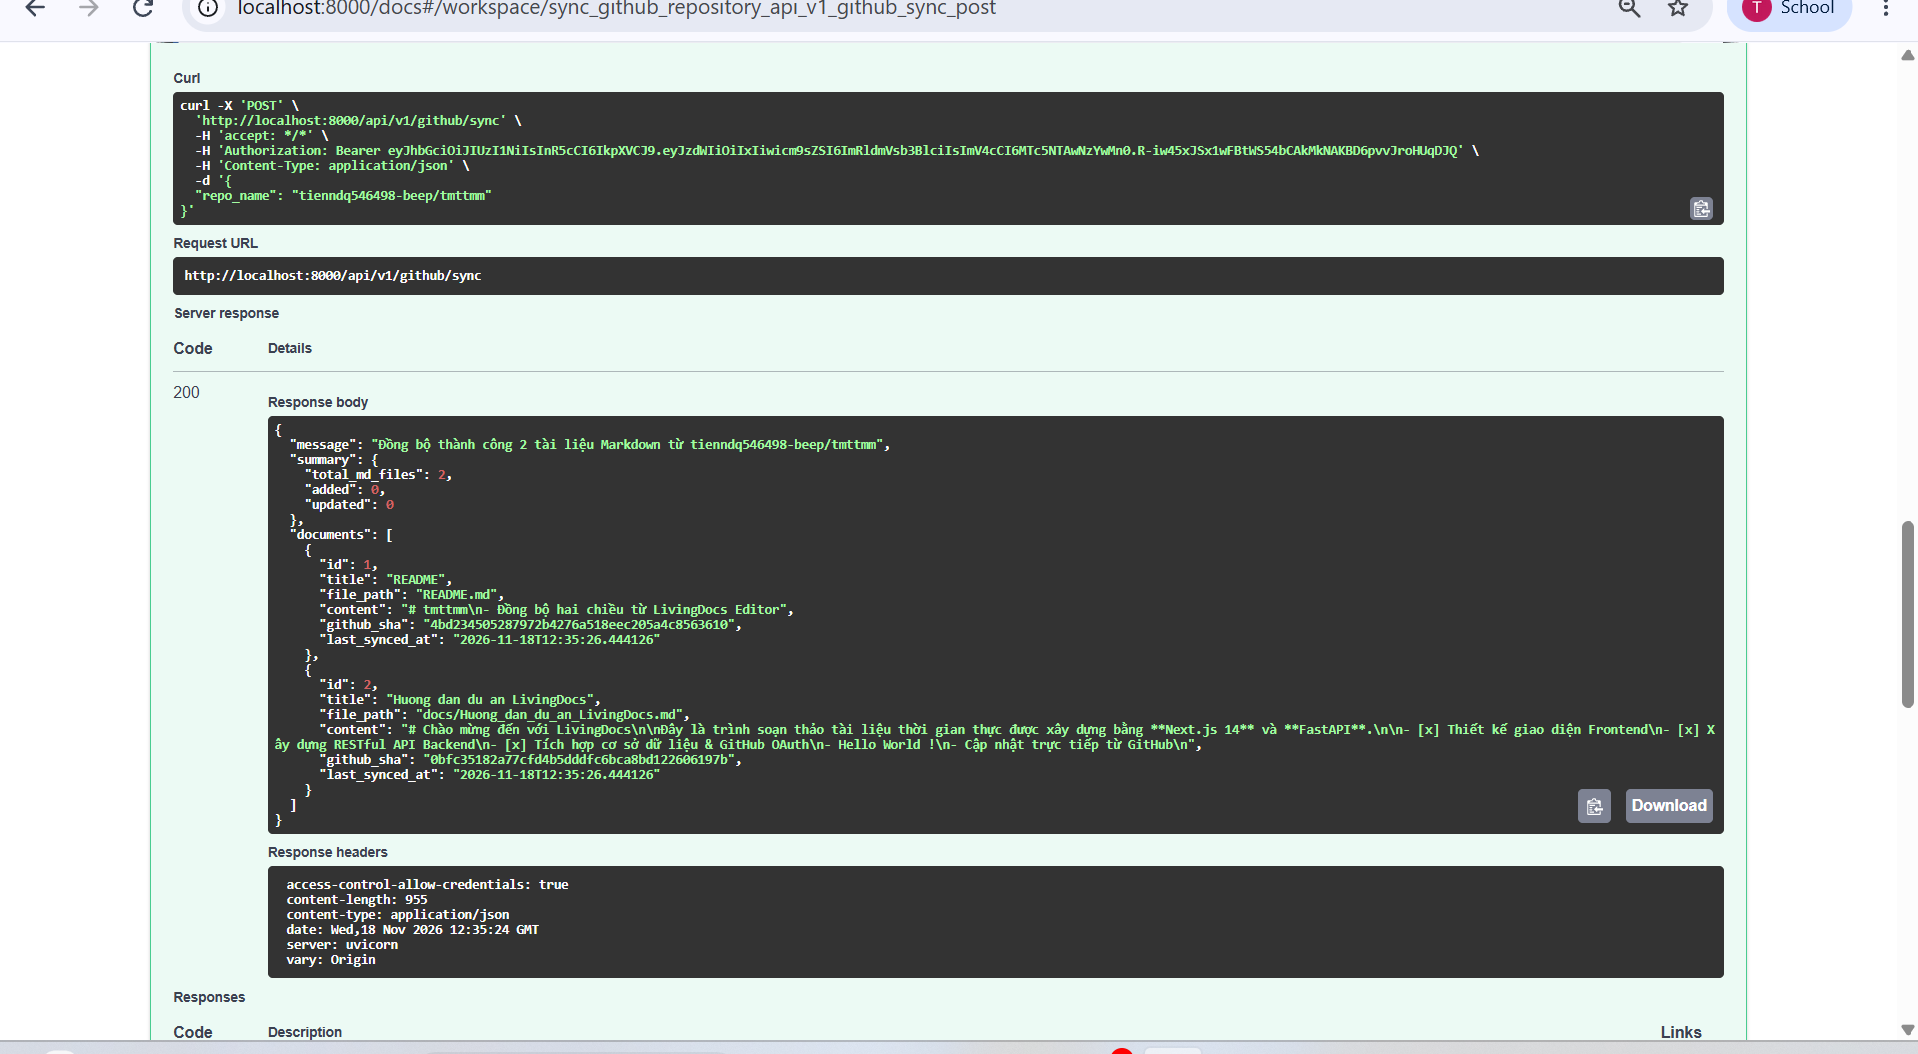 localhost:8000/docs#/workspace/sync_github_repository_api_v1_github_sync_post
T School
Curl
curl -X 'POST' \
'http://localhost:8000/api/v1/github/sync' \
-H 'accept: */*' \
-H 'Authorization: Bearer eyJhbGciOiJIUzI1NiIsInR5cCI6IkpXVCJ9.eyJzdWIiOiIxIiwicm9sZSI6ImRldmVsb3BlciIsImV4cCI6MTc5NTAwNzYwMn0.R-iw45xJSx1wFBtWS54bCAkMkNAKBD6pvvJroHUqDJQ' \
-H 'Content-Type: application/json' \
-d '{
"repo_name": "tienndq546498-beep/tmttmm"
}'
Request URL
http://localhost:8000/api/v1/github/sync
Server response
Code Details
200
Response body
{
"message": "Đồng bộ thành công 2 tài liệu Markdown từ tienndq546498-beep/tmttmm",
"summary": {
"total_md_files": 2,
"added": 0,
"updated": 0
},
"documents": [
{
"id": 1,
"title": "README",
"file_path": "README.md",
"content": "# tmttmm\n- Đồng bộ hai chiều từ LivingDocs Editor",
"github_sha": "4bd234505287972b4276a518eec205a4c8563610",
"last_synced_at": "2026-11-18T12:35:26.444126"
},
{
"id": 2,
"title": "Huong dan du an LivingDocs",
"file_path": "docs/Huong_dan_du_an_LivingDocs.md",
"content": "# Chào mừng đến với LivingDocs\n\nĐây là trình soạn thảo tài liệu thời gian thực được xây dựng bằng **Next.js 14** và **FastAPI**.\n\n- [x] Thiết kế giao diện Frontend\n- [x] X
ây dựng RESTful API Backend\n- [x] Tích hợp cơ sở dữ liệu & GitHub OAuth\n- Hello World !\n- Cập nhật trực tiếp từ GitHub\n",
"github_sha": "0bfc35182a77cfd4b5dddfc6bca8bd122606197b",
"last_synced_at": "2026-11-18T12:35:26.444126"
}
]
}
Download
Response headers
access-control-allow-credentials: true
content-length: 955
content-type: application/json
date: Wed,18 Nov 2026 12:35:24 GMT
server: uvicorn
vary: Origin
Responses
Code Description Links